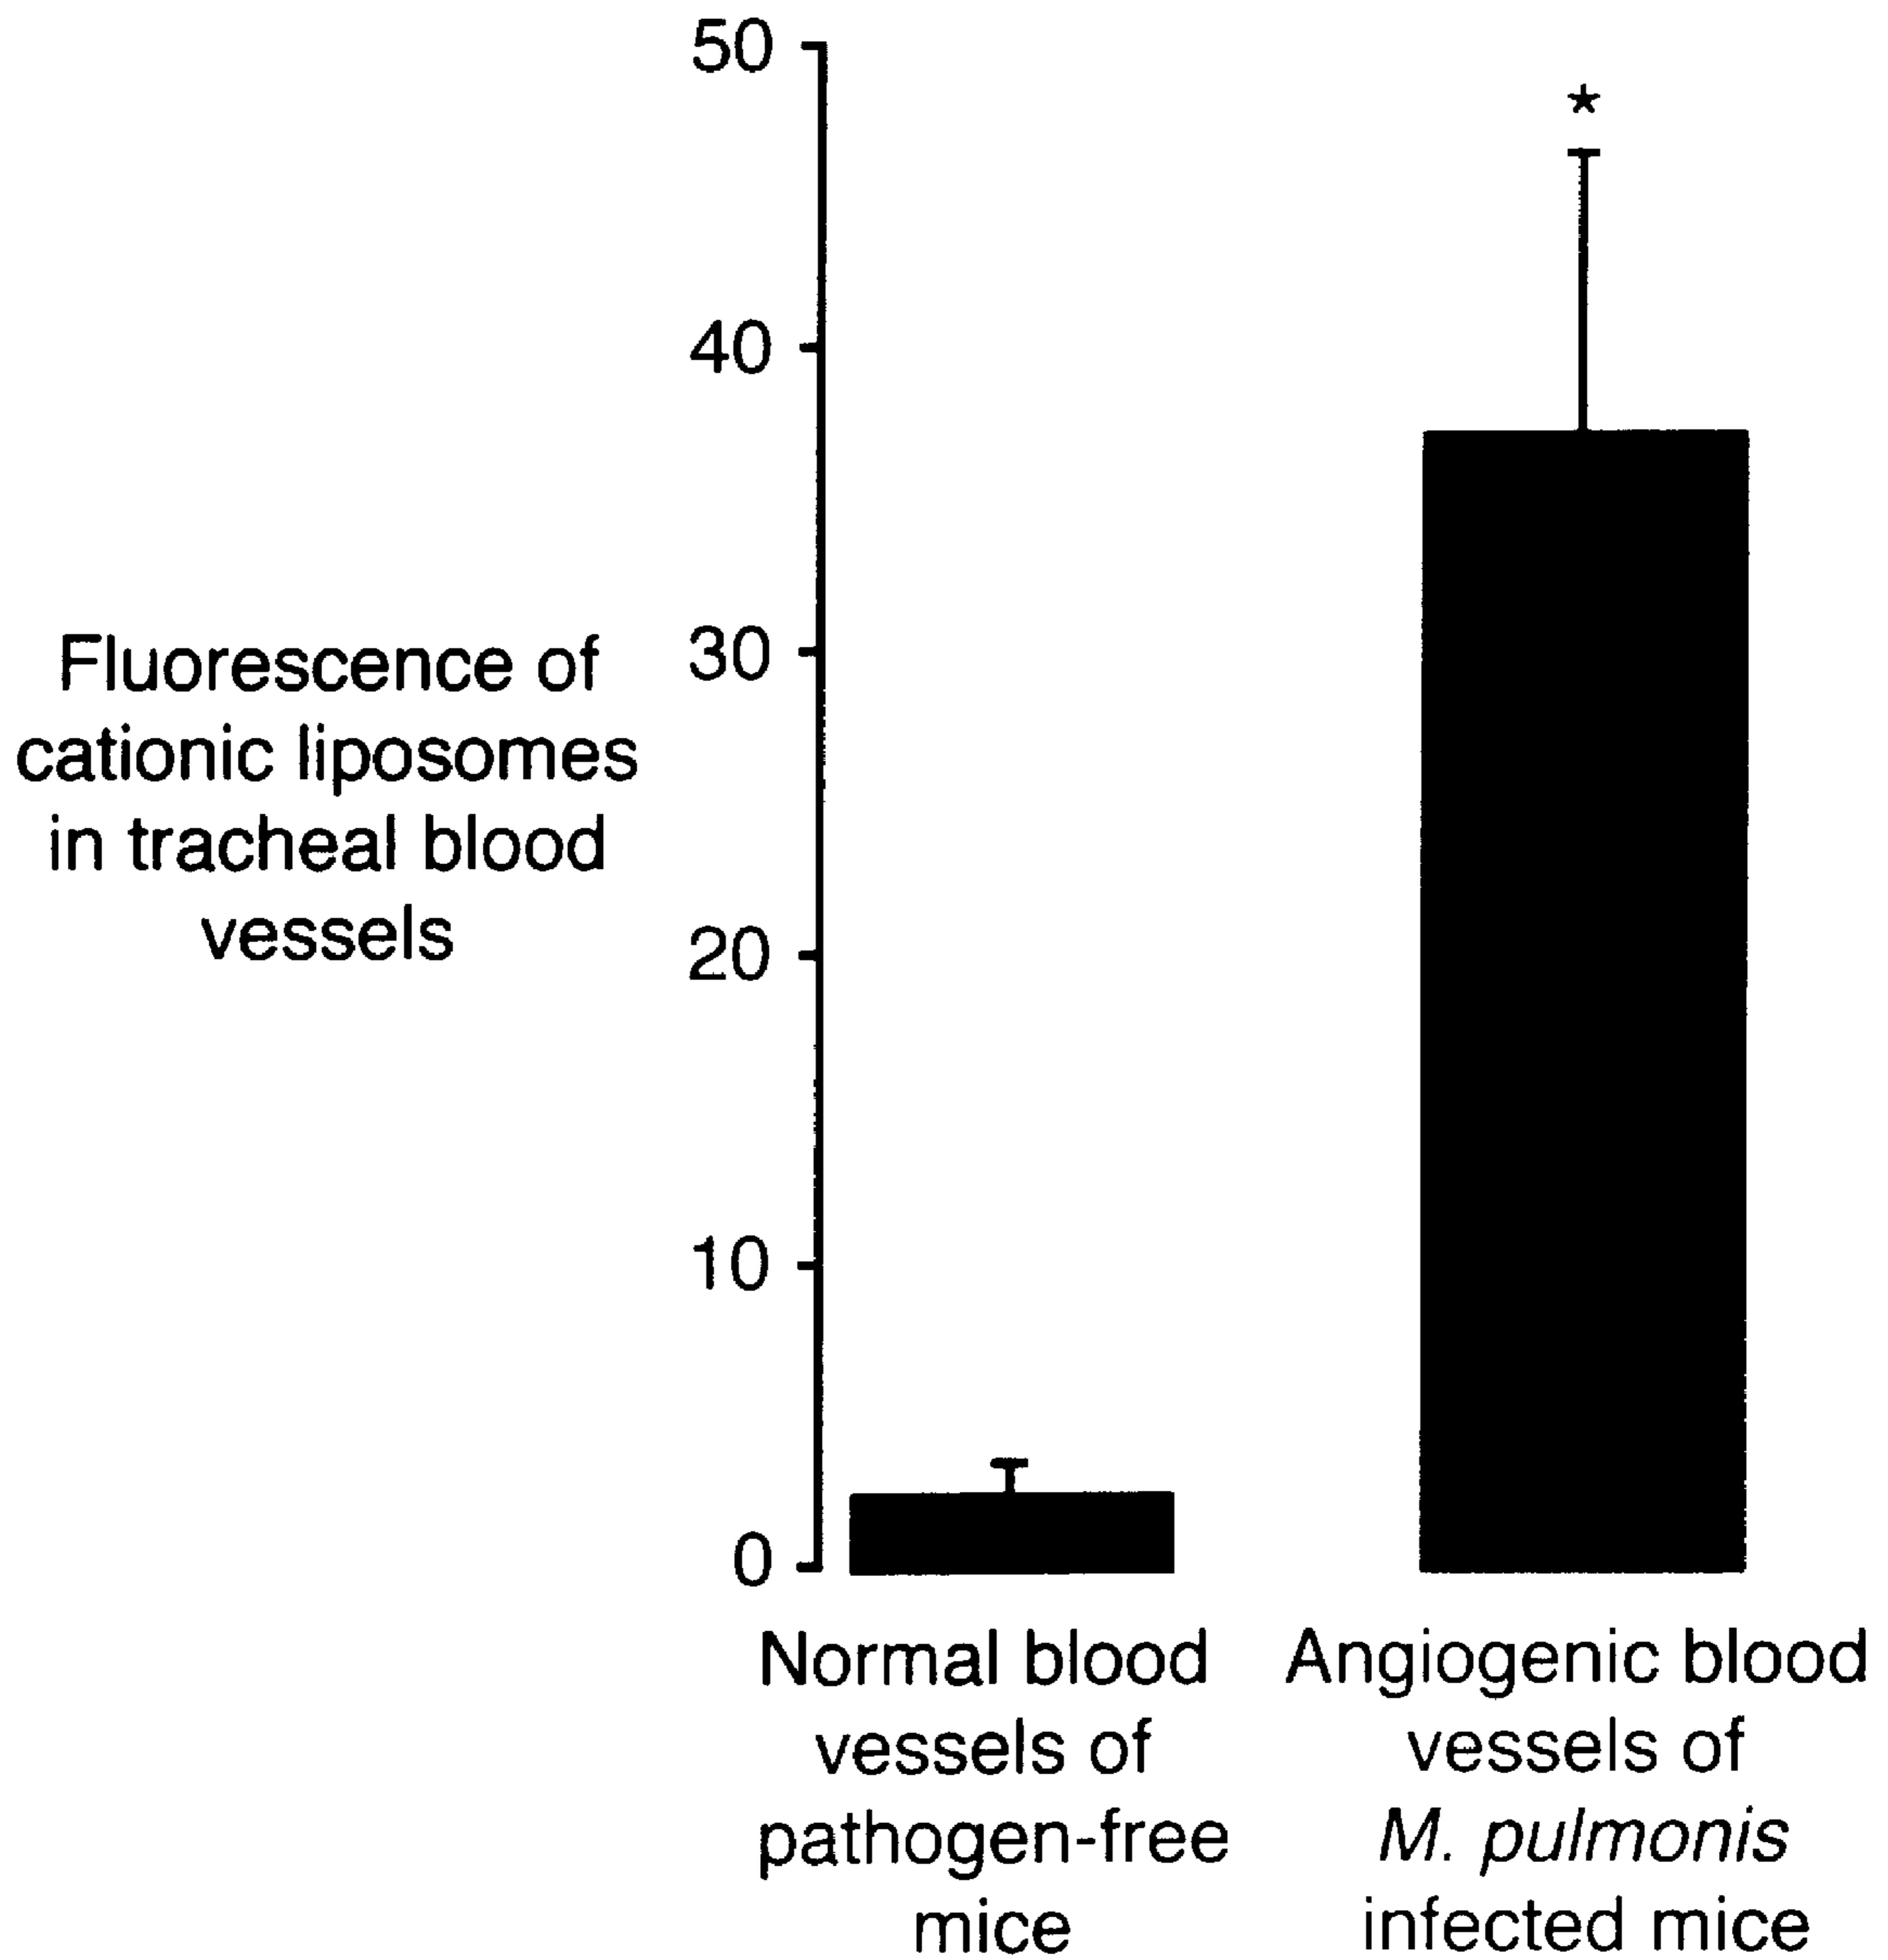 50
*
40
30
20
10
0
Fluorescence of
cationic liposomes
in tracheal blood
vessels
Normal blood
vessels of
pathogen-free
mice
Angiogenic blood
vessels of
M. pulmonis
infected mice